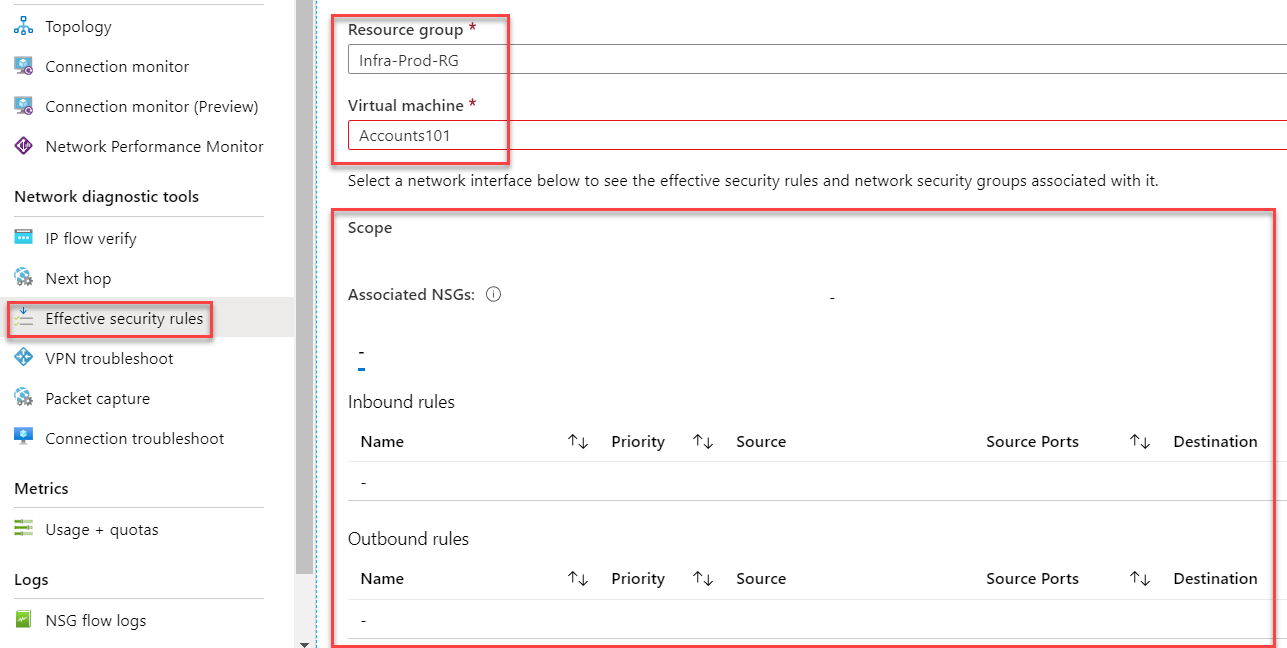 Topology
Connection monitor
Connection monitor (Preview)
Network Performance Monitor
Network diagnostic tools
IP flow verify
Next hop
Effective security rules
VPN troubleshoot
Packet capture
Connection troubleshoot
Metrics
Usage + quotas
Logs
NSG flow logs
Resource group *
Infra-Prod-RG
Virtual machine *
Accounts101
Select a network interface below to see the effective security rules and network security groups associated with it.
Scope
Associated NSGs: -
-
Inbound rules
Name Priority Source Source Ports Destination
-
Outbound rules
Name Priority Source Source Ports Destination
-